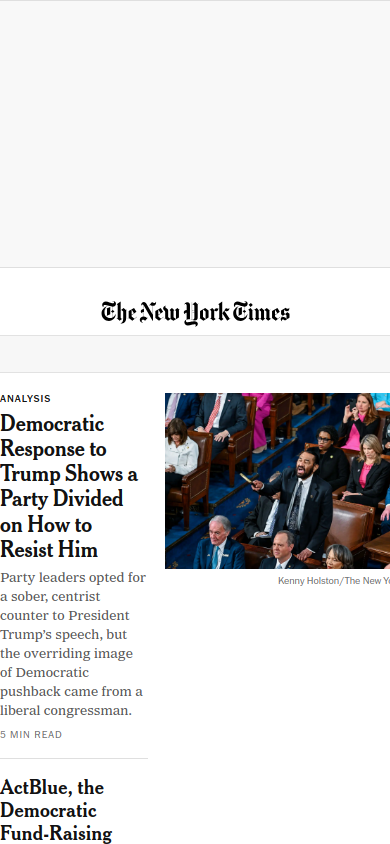 The New York Times
ANALYSIS
Democratic
Response to
Trump Shows a
Party Divided
on How to
Resist Him
Party leaders opted for
a sober, centrist
counter to President
Trump’s speech, but
the overriding image
of Democratic
pushback came from a
liberal congressman.
5 MIN READ
Kenny Holston/The New Yo
ActBlue, the
Democratic
Fund-Raising